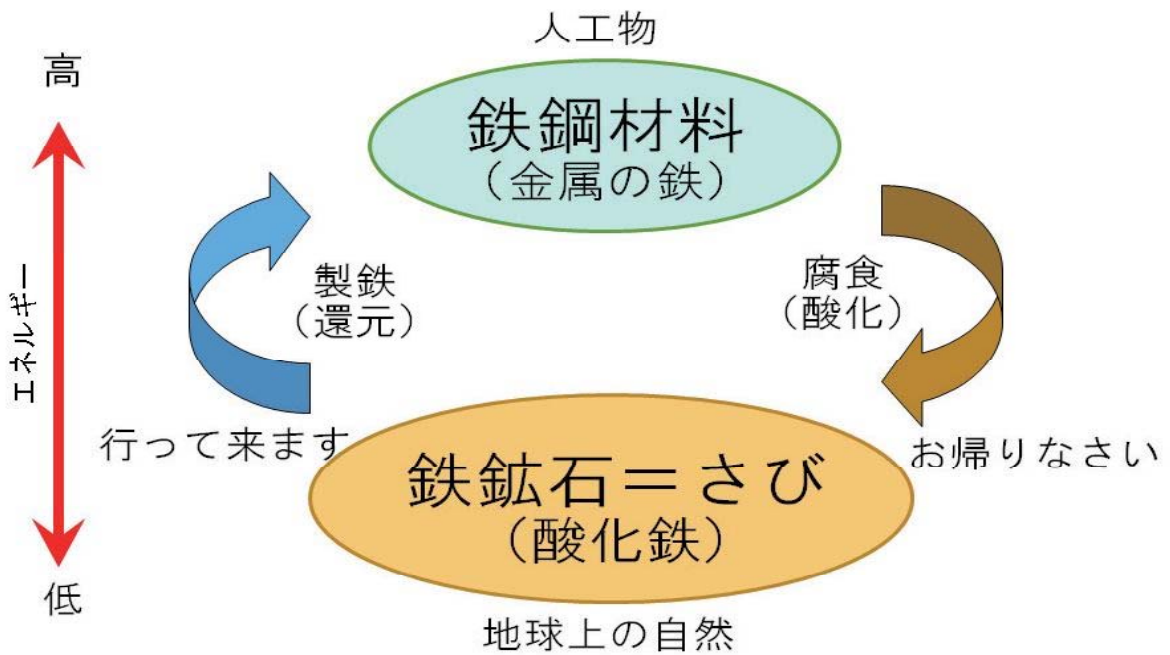 人工物
高
鉄鋼材料
（金属の鉄）
エネルギー
製鉄
（還元）
腐食
（酸化）
行って来ます
お帰りなさい
鉄鉱石＝さび
（酸化鉄）
低
地球上の自然